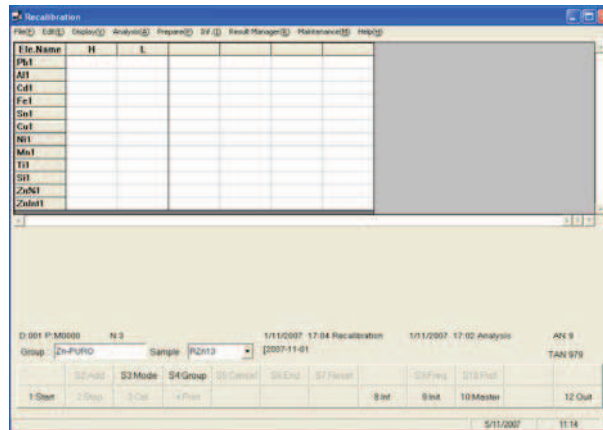 Recalibration
File(F) Edit(E) Display(V) Analysis(A) Prepare(P) Inf.(I) Result Manager(R) Maintenance(M) Help(H)
Ele.Name H L
Pb1
Al1
Cd1
Fe1
Sn1
Cu1
Ni1
Mn1
Ti1
Si1
Zn%1
ZnInt1
D:001 P:M0000 N:3 1/11/2007 17:04 Recalibration 1/11/2007 17:02 Analysis AN 9
Group Zn-PURO Sample RZn13 [2007-11-01 TAN 979
S2:Add S3:Mode S4:Group S5:Cancel S6:End S7:Reset S9:Freq S10:Prof
1:Start 2:Stop 3:Cal 4:Print 8:Inf 9:Init 10:Master 12:Quit
5/11/2007 11:14